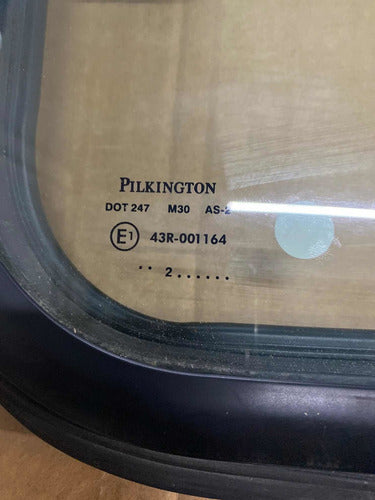 PILKINGTON
DOT 247 M30 AS-2
E1 43R-001164
.. 2......